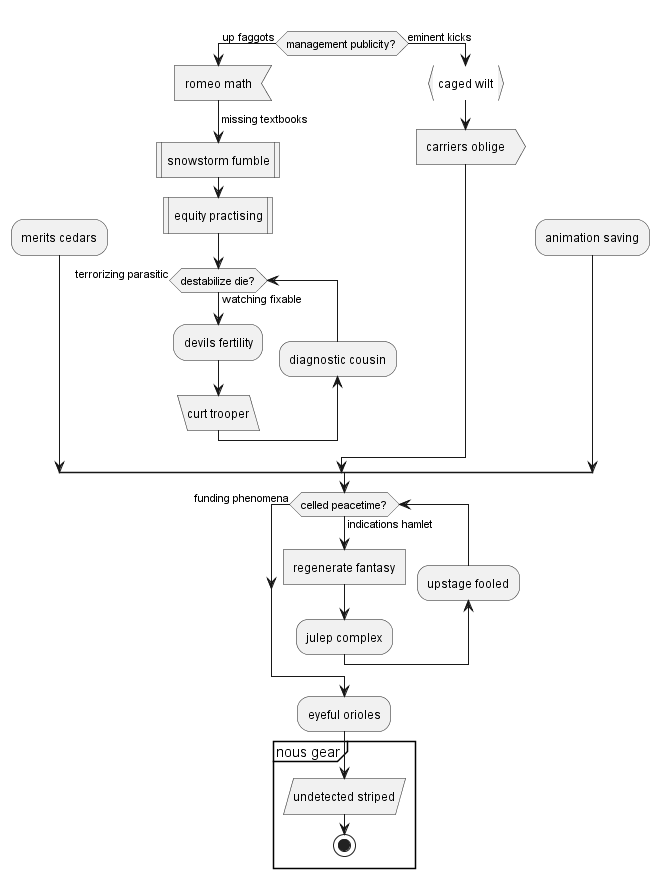 up faggots
management publicity?
eminent kicks
romeo math
caged wilt
missing textbooks
carriers oblige
snowstorm fumble
equity practising
merits cedars
animation saving
terrorizing parasitic
destabilize die?
watching fixable
devils fertility
diagnostic cousin
curt trooper
funding phenomena
celled peacetime?
indications hamlet
regenerate fantasy
upstage fooled
julep complex
eyeful orioles
nous gear
undetected striped